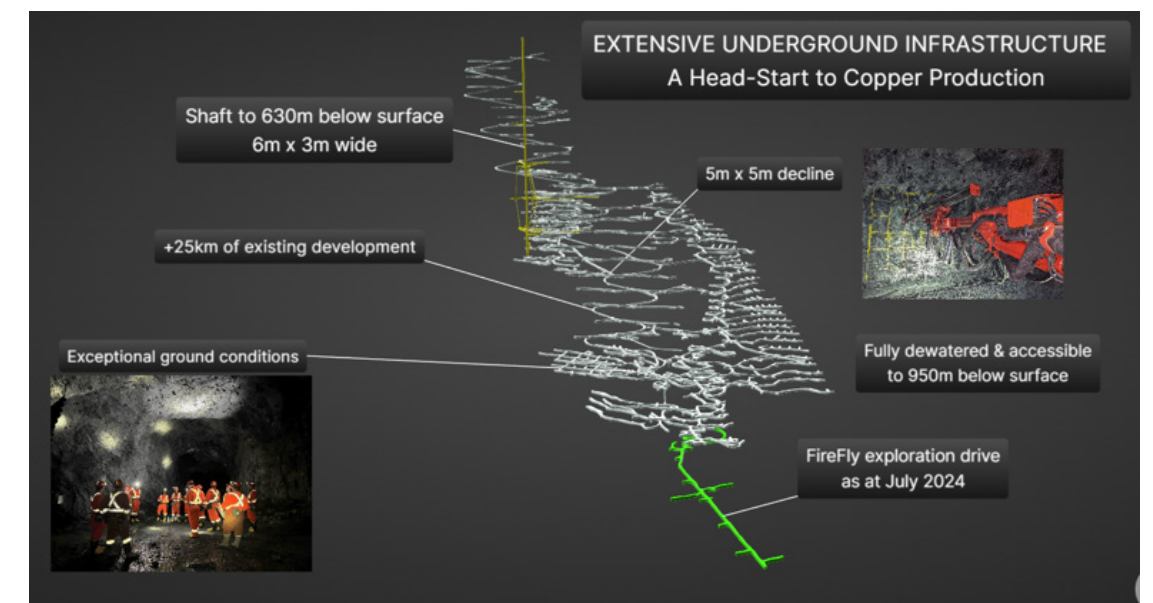 EXTENSIVE UNDERGROUND INFRASTRUCTURE
A Head-Start to Copper Production
Shaft to 630m below surface
6m x 3m wide
5m x 5m decline
+25km of existing development
Exceptional ground conditions
Fully dewatered & accessible
to 950m below surface
FireFly exploration drive
as at July 2024